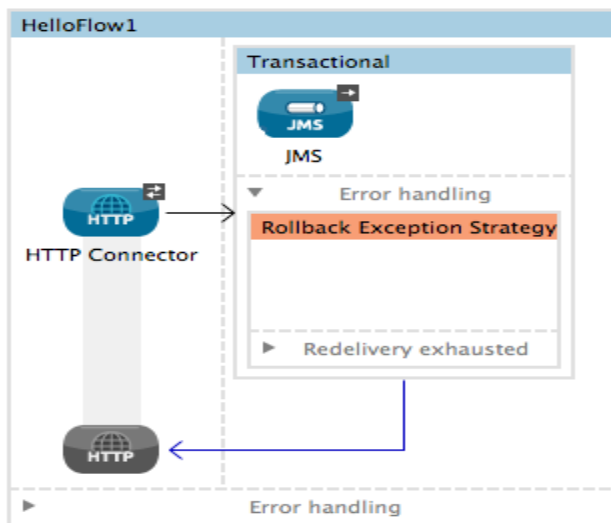 HelloFlow1
Transactional
JMS
JMS
Error handling
HTTP
HTTP Connector
Rollback Exception Strategy
Redelivery exhausted
HTTP
Error handling